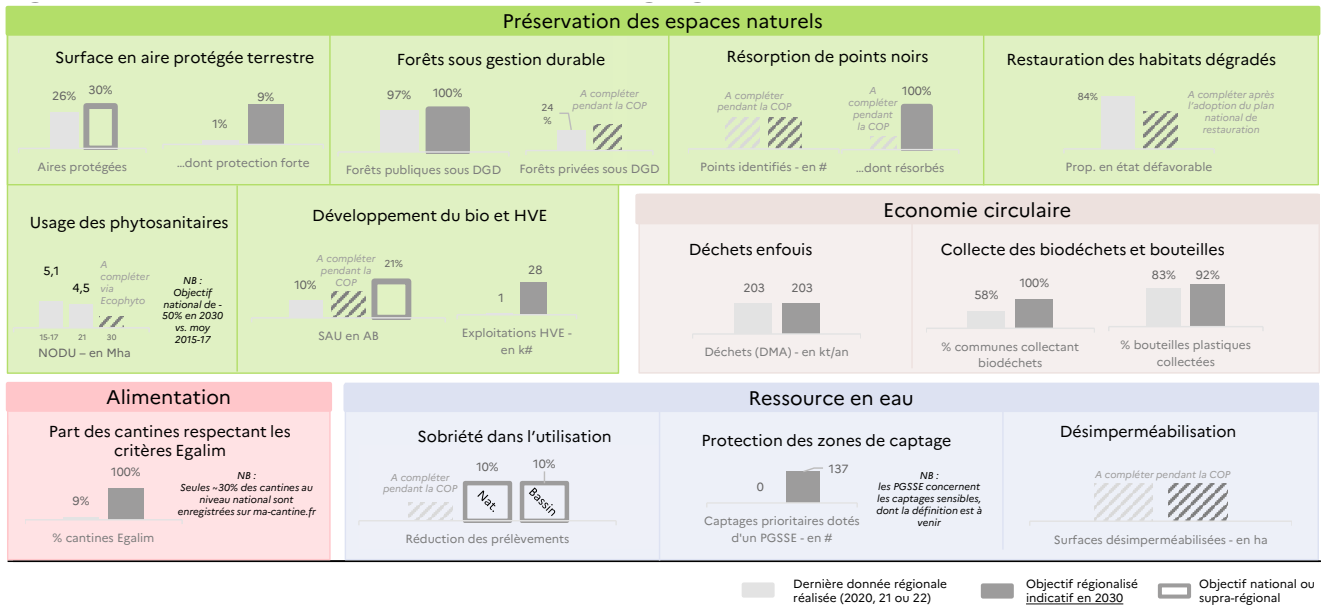 Préservation des espaces naturels
Surface en aire protégée terrestre
26%
30%
Aires protégées
1%
9%
...dont protection forte
Forêts sous gestion durable
97%
100%
Forêts publiques sous DGD
24
%
A compléter
pendant la COP
Forêts privées sous DGD
Résorption de points noirs
A compléter
pendant la COP
Points identifiés - en #
A
compléter
pendant
la COP
100%
...dont résorbés
Restauration des habitats dégradés
84%
A compléter après
l'adoption du plan
national de
restauration
Prop. en état défavorable
Usage des phytosanitaires
5,1
4,5
A
compléter
via
Ecophyto
15-17
21
30
NODU – en Mha
NB :
Objectif
national de -
50% en 2030
vs. moy
2015-17
Développement du bio et HVE
10%
A compléter
pendant la
COP
21%
SAU en AB
1
28
Exploitations HVE -
en k#
Economie circulaire
Déchets enfouis
203
203
Déchets (DMA) - en kt/an
Collecte des biodéchets et bouteilles
58%
100%
% communes collectant
biodéchets
83%
92%
% bouteilles plastiques
collectées
Alimentation
Part des cantines respectant les
critères Egalim
9%
100%
% cantines Egalim
NB :
Seules ~30% des cantines au
niveau national sont
enregistrées sur ma-cantine.fr
Ressource en eau
Sobriété dans l'utilisation
A compléter
pendant la COP
10%
Nat.
10%
Bassin
Réduction des prélèvements
Protection des zones de captage
0
137
Captages prioritaires dotés
d'un PGSSE - en #
NB :
les PGSSE concernent
les captages sensibles,
dont la définition est à
venir
Désimperméabilisation
A compléter pendant la COP
Surfaces désimperméabilisées - en ha
Dernière donnée régionale
réalisée (2020, 21 ou 22)
Objectif régionalisé
indicatif en 2030
Objectif national ou
supra-régional